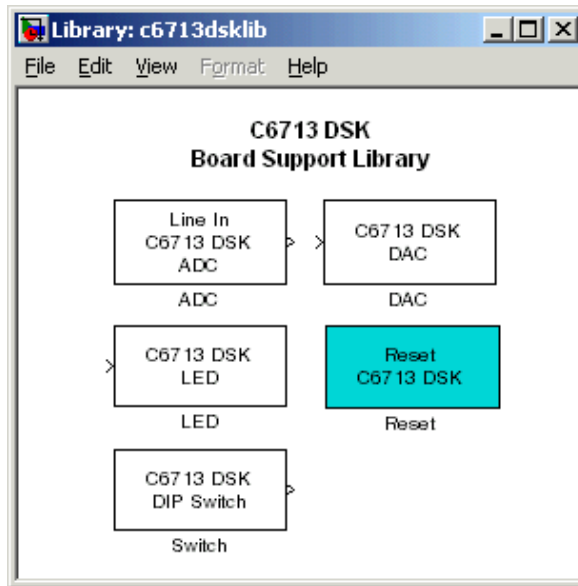 Library: c6713dsklib
File Edit View Format Help
C6713 DSK
Board Support Library
Line In
C6713 DSK
ADC
ADC
C6713 DSK
DAC
DAC
C6713 DSK
LED
LED
Reset
C6713 DSK
Reset
C6713 DSK
DIP Switch
Switch